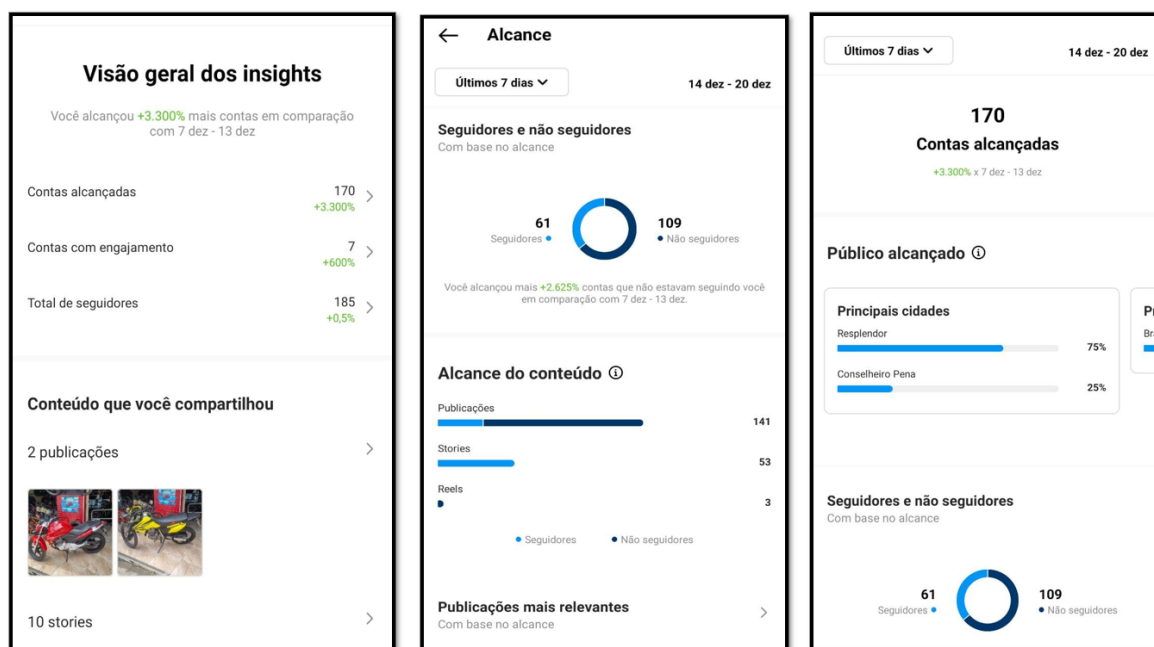 Visão geral dos insights
Você alcançou +3.300% mais contas em comparação
com 7 dez - 13 dez
Contas alcançadas 170
+3.300%
Contas com engajamento 7
+600%
Total de seguidores 185
+0,5%
Conteúdo que você compartilhou
2 publicações
10 stories
Alcance
Últimos 7 dias 14 dez - 20 dez
Seguidores e não seguidores
Com base no alcance
61 109
Seguidores Não seguidores
Você alcançou mais +2.625% contas que não estavam seguindo você
em comparação com 7 dez - 13 dez.
Alcance do conteúdo
Publicações
141
Stories
53
Reels
3
Seguidores Não seguidores
Publicações mais relevantes
Com base no alcance
Últimos 7 dias 14 dez - 20 dez
170
Contas alcançadas
+3.300% x 7 dez - 13 dez
Público alcançado
Principais cidades
Resplendor
75%
Conselheiro Pena
25%
Pr
Bra
Seguidores e não seguidores
Com base no alcance
61 109
Seguidores Não seguidores